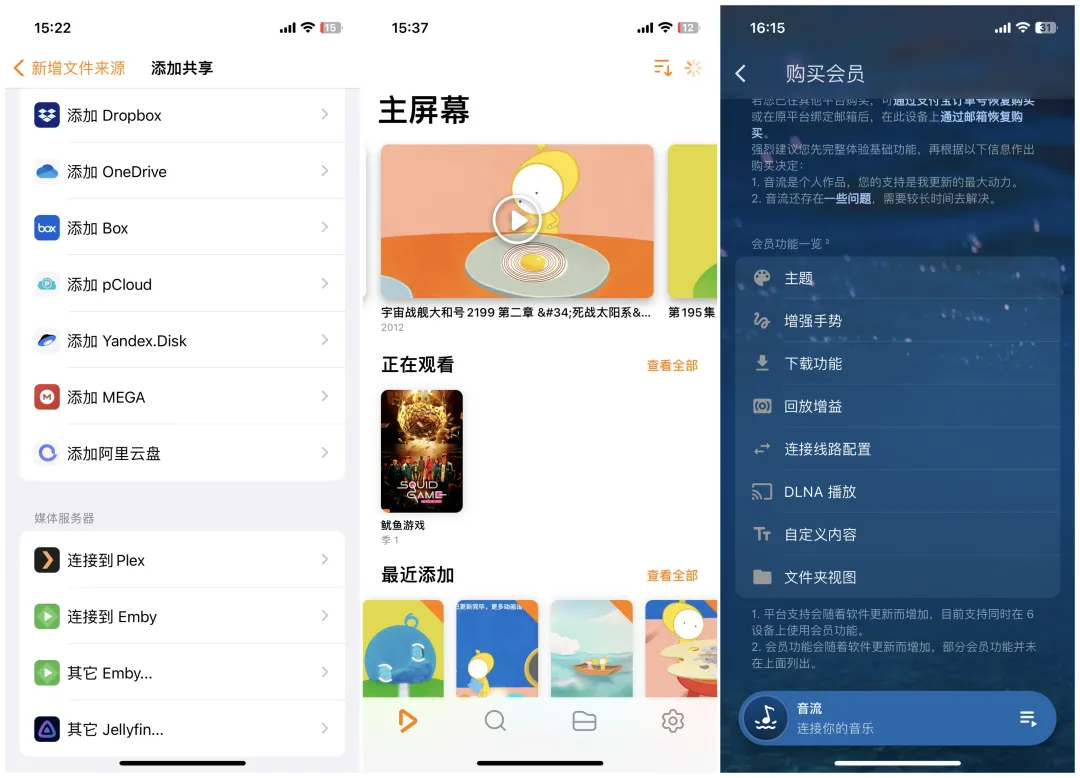 15:22
15
新增文件来源
添加共享
添加 Dropbox
添加 OneDrive
box
添加 Box
添加 pCloud
添加 Yandex.Disk
添加 MEGA
添加阿里云盘
媒体服务器
连接到 Plex
连接到 Emby
其它 Emby...
其它 Jellyfin...
15:37
12
主屏幕
宇宙战舰大和号2199 第二章 &#34;死战太阳系&...
第195集
2012
正在观看
查看全部
SQUID
GAME
鱿鱼游戏
季 1
最近添加
查看全部
已更新完毕，更多动画
16:15
31
购买会员
若您已在其他平台购买，可通过支付宝订单号恢复购买
或在原平台绑定邮箱后，在此设备上通过邮箱恢复购
买。
强烈建议您先完整体验基础功能，再根据以下信息作出
购买决定：
1. 音流是个人作品，您的支持是我更新的最大动力。
2. 音流还存在一些问题，需要较长时间去解决。
会员功能一览 ²
主题
增强手势
下载功能
回放增益
连接线路配置
DLNA 播放
自定义内容
文件夹视图
1. 平台支持会随着软件更新而增加，目前支持同时在 6
设备上使用会员功能。
2. 会员功能会随着软件更新而增加，部分会员功能并未
在上面列出。
音流
连接你的音乐